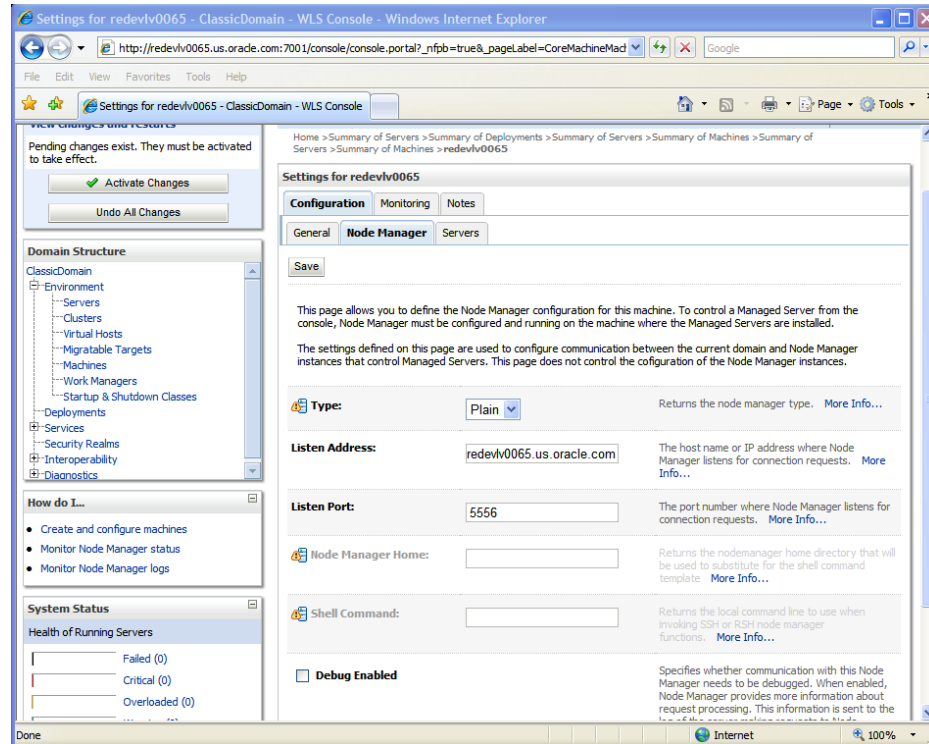 Settings for redevlv0065 - ClassicDomain - WLS Console - Windows Internet Explorer
http://redevlv0065.us.oracle.com:7001/console/console.portal?_nfpb=true&_pageLabel=CoreMachineMach
Google
File Edit View Favorites Tools Help
Settings for redevlv0065 - ClassicDomain - WLS Console
Page Tools
View changes and restarts
Pending changes exist. They must be activated
to take effect.
Activate Changes
Undo All Changes
Domain Structure
ClassicDomain
Environment
Servers
Clusters
Virtual Hosts
Migratable Targets
Machines
Work Managers
Startup & Shutdown Classes
Deployments
Services
Security Realms
Interoperability
Diagnostics
How do I...
Create and configure machines
Monitor Node Manager status
Monitor Node Manager logs
System Status
Health of Running Servers
Failed (0)
Critical (0)
Overloaded (0)
Home >Summary of Servers >Summary of Deployments >Summary of Servers >Summary of Machines >Summary of
Servers >Summary of Machines >redevlv0065
Settings for redevlv0065
Configuration Monitoring Notes
General Node Manager Servers
Save
This page allows you to define the Node Manager configuration for this machine. To control a Managed Server from the
console, Node Manager must be configured and running on the machine where the Managed Servers are installed.
The settings defined on this page are used to configure communication between the current domain and Node Manager
instances that control Managed Servers. This page does not control the cofiguration of the Node Manager instances.
Type: Plain Returns the node manager type. More Info...
Listen Address: redevlv0065.us.oracle.com The host name or IP address where Node
Manager listens for connection requests. More
Info...
Listen Port: 5556 The port number where Node Manager listens for
connection requests. More Info...
Node Manager Home: Returns the nodemanager home directory that will
be used to substitute for the shell command
template More Info...
Shell Command: Returns the local command line to use when
invoking SSH or RSH node manager
functions. More Info...
Debug Enabled Specifies whether communication with this Node
Manager needs to be debugged. When enabled,
Node Manager provides more information about
request processing. This information is sent to the
log of the server making requests to Node
Done Internet 100%